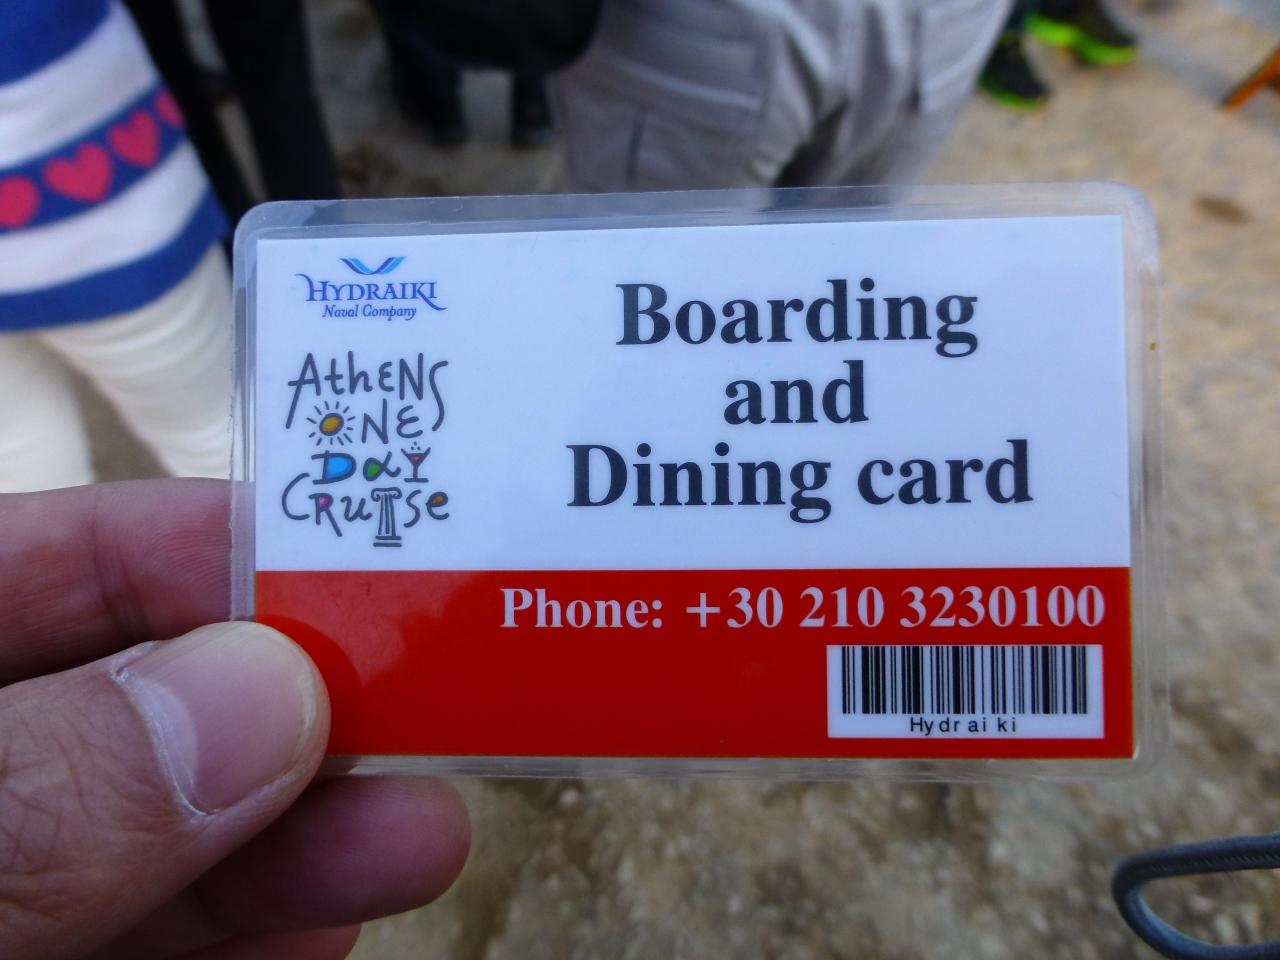 HYDRAIKI
Naval Company
AthENS
ONE
DAY
CRuIse
Boarding
and
Dining card
Phone: +30 210 3230100
Hydraiki